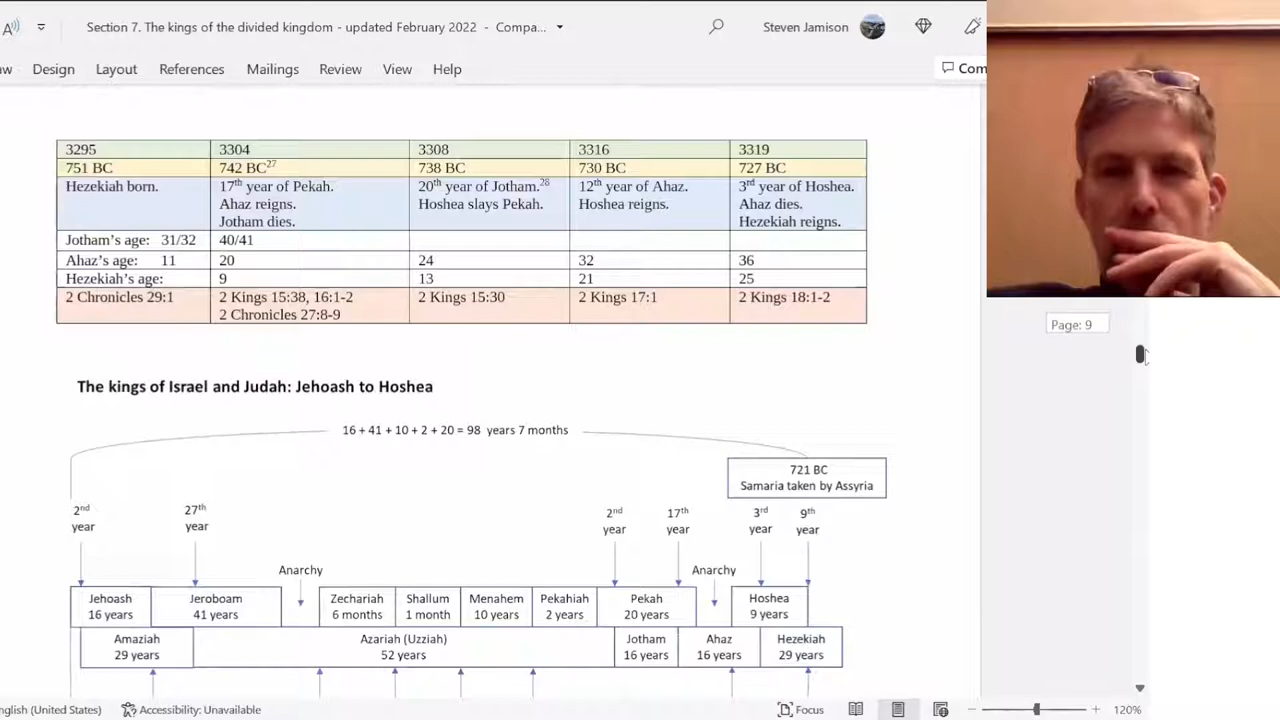 Section 7. The kings of the divided kingdom - updated February 2022 - Compa...
Steven Jamison
Design Layout References Mailings Review View Help
Com
3295 3304 3308 3316 3319
751 BC 742 BC27 738 BC 730 BC 727 BC
Hezekiah born. 17th year of Pekah. 20th year of Jotham.28 12th year of Ahaz. 3rd year of Hoshea.
Ahaz reigns. Hoshea slays Pekah. Hoshea reigns. Ahaz dies.
Jotham dies. Hezekiah reigns.
Jotham's age: 31/32 40/41
Ahaz's age: 11 20 24 32 36
Hezekiah's age: 9 13 21 25
2 Chronicles 29:1 2 Kings 15:38, 16:1-2 2 Kings 15:30 2 Kings 17:1 2 Kings 18:1-2
2 Chronicles 27:8-9
Page: 9
The kings of Israel and Judah: Jehoash to Hoshea
16 + 41 + 10 + 2 + 20 = 98 years 7 months
721 BC
Samaria taken by Assyria
2nd 27th 2nd 17th 3rd 9th
year year year year year year
Anarchy Anarchy
Jehoash Jeroboam Zechariah Shallum Menahem Pekahiah Pekah Hoshea
16 years 41 years 6 months 1 month 10 years 2 years 20 years 9 years
Amaziah Azariah (Uzziah) Jotham Ahaz Hezekiah
29 years 52 years 16 years 16 years 29 years
nglish (United States) Accessibility: Unavailable Focus 120%